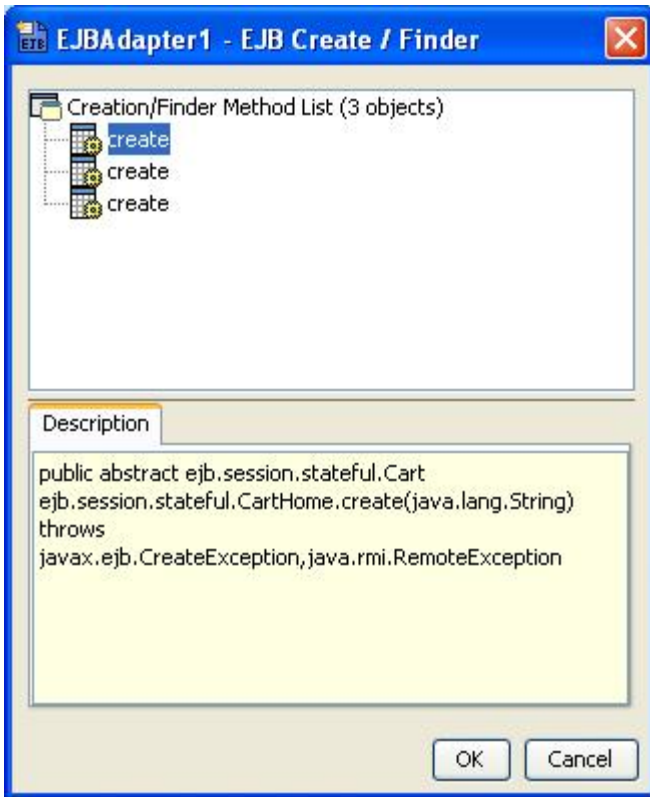 EJB EJBAdapter1 - EJB Create / Finder
Creation/Finder Method List (3 objects)
create
create
create
Description
public abstract ejb.session.stateful.Cart
ejb.session.stateful.CartHome.create(java.lang.String)
throws
javax.ejb.CreateException,java.rmi.RemoteException
OK Cancel